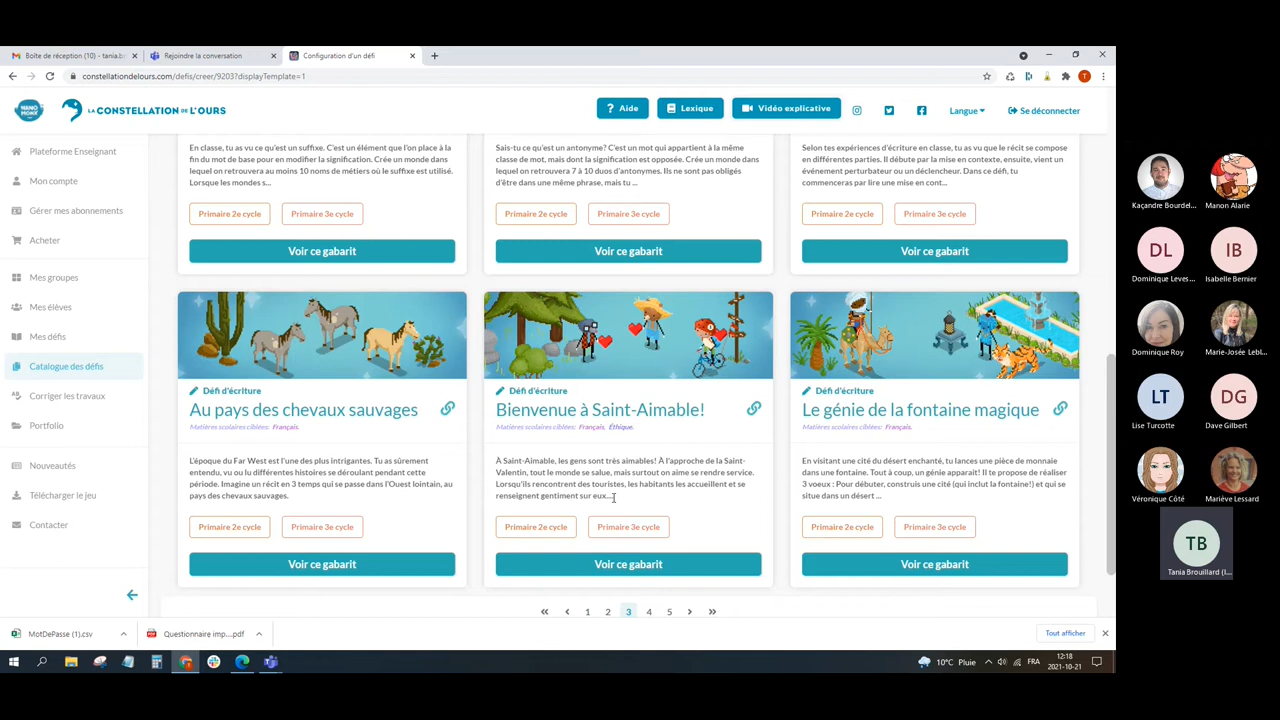 Boîte de réception (10) - tania.b
Rejoindre la conversation
Configuration d'un défi
constellationdelours.com/defis/creer/9203?displayTemplate=1
T
NANO MONX
LA CONSTELLATION DE L'OURS
Aide
Lexique
Vidéo explicative
Langue
Se déconnecter
Plateforme Enseignant
Mon compte
Gérer mes abonnements
Acheter
Mes groupes
Mes élèves
Mes défis
Catalogue des défis
Corriger les travaux
Portfolio
Nouveautés
Télécharger le jeu
Contacter
En classe, tu as vu ce qu'est un suffixe. C'est un élément que l'on place à la
fin du mot de base pour en modifier la signification. Crée un monde dans
lequel on retrouvera au moins 10 noms de métiers où le suffixe est utilisé.
Lorsque les mondes s...
Primaire 2e cycle
Primaire 3e cycle
Voir ce gabarit
Sais-tu ce qu'est un antonyme? C'est un mot qui appartient à la même
classe de mot, mais dont la signification est opposée. Crée un monde dans
lequel on retrouvera 7 à 10 duos d'antonymes. Ils ne sont pas obligés
d'être dans une même phrase, mais tu ...
Primaire 2e cycle
Primaire 3e cycle
Voir ce gabarit
Selon tes expériences d'écriture en classe, tu as vu que le récit se compose
en différentes parties. Il débute par la mise en contexte, ensuite, vient un
événement perturbateur ou un déclencheur. Dans ce défi, tu
commenceras par lire une mise en cont...
Primaire 2e cycle
Primaire 3e cycle
Voir ce gabarit
Défi d'écriture
Au pays des chevaux sauvages
Matières scolaires ciblées: Français.
L'époque du Far West est l'une des plus intrigantes. Tu as sûrement
entendu, vu ou lu différentes histoires se déroulant pendant cette
période. Imagine un récit en 3 temps qui se passe dans l'Ouest lointain, au
pays des chevaux sauvages.
Primaire 2e cycle
Primaire 3e cycle
Voir ce gabarit
Défi d'écriture
Bienvenue à Saint-Aimable!
Matières scolaires ciblées: Français, Éthique.
À Saint-Aimable, les gens sont très aimables! À l'approche de la Saint-
Valentin, tout le monde se salue, mais surtout on aime se rendre service.
Lorsqu'ils rencontrent des touristes, les habitants les accueillent et se
renseignent gentiment sur eux...
Primaire 2e cycle
Primaire 3e cycle
Voir ce gabarit
Défi d'écriture
Le génie de la fontaine magique
Matières scolaires ciblées: Français.
En visitant une cité du désert enchanté, tu lances une pièce de monnaie
dans une fontaine. Tout à coup, un génie apparaît! Il te propose de réaliser
3 voeux : Pour débuter, construis une cité (qui inclut la fontaine!) et qui se
situe dans un désert ...
Primaire 2e cycle
Primaire 3e cycle
Voir ce gabarit
1 2 3 4 5
MotDePasse (1).csv
Questionnaire imp....pdf
Tout afficher
10°C Pluie
FRA
12:18
2021-10-21
Kaçandre Bourdel...
Manon Alarie
DL
Dominique Leves...
IB
Isabelle Bernier
Dominique Roy
Marie-Josée Lebl...
LT
Lise Turcotte
DG
Dave Gilbert
Véronique Côté
Mariève Lessard
TB
Tania Brouillard (I...